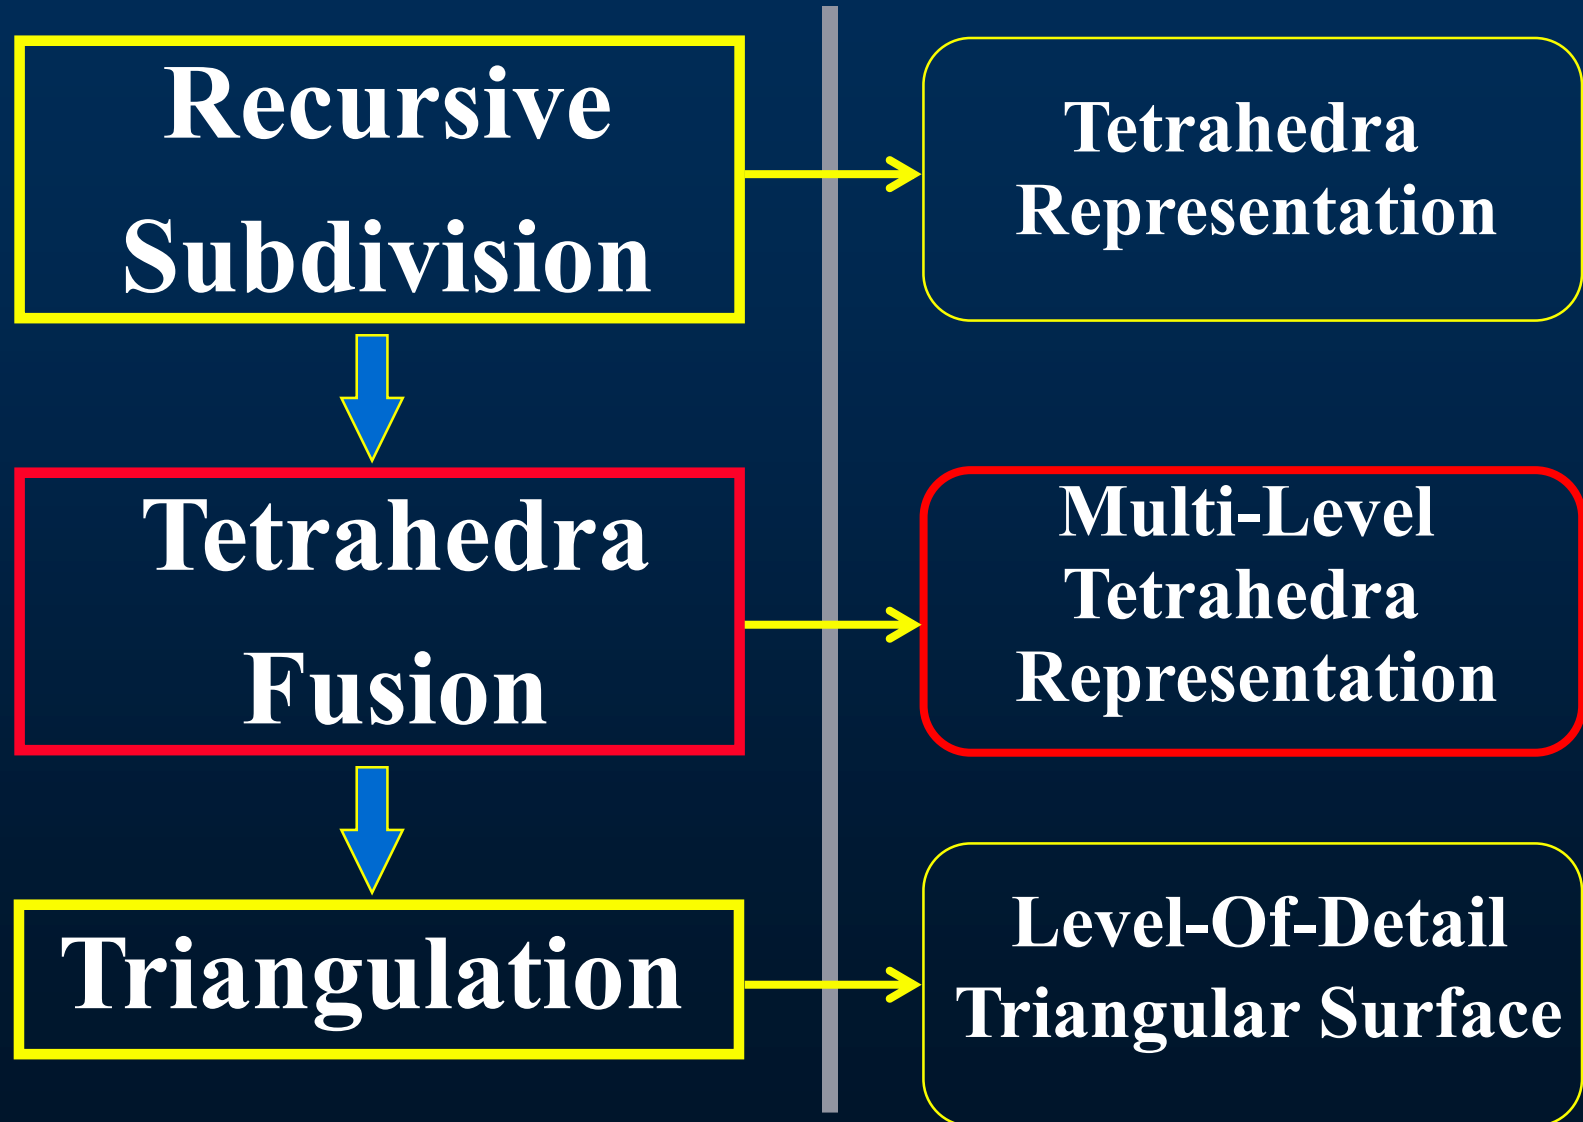 Recursive
Subdivision
Tetrahedra
Representation
Tetrahedra
Fusion
Multi-Level
Tetrahedra
Representation
Triangulation
Level-Of-Detail
Triangular Surface